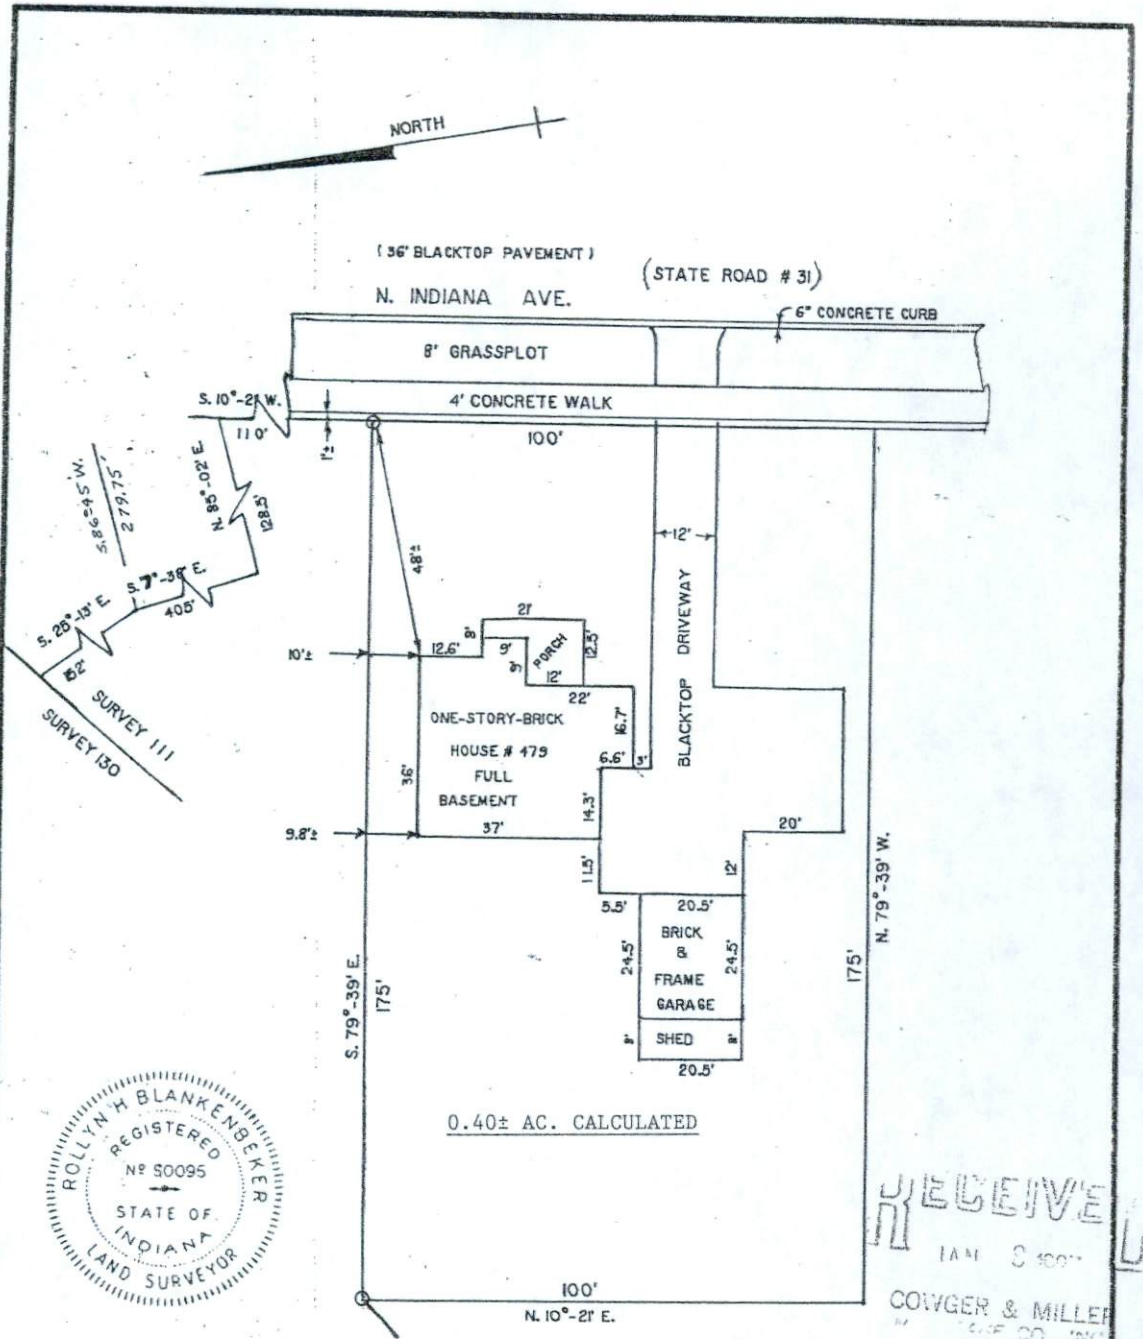 NORTH
( 36' BLACKTOP PAVEMENT )
(STATE ROAD # 31)
N. INDIANA AVE.
6" CONCRETE CURB
8' GRASSPLOT
4' CONCRETE WALK
S. 10°-21' W.
110'
1'±
100'
S. 86°45' W.
279.75'
N. 85°-02' E.
128.5'
S. 7°-38' E.
405'
S. 25°-13' E.
152'
SURVEY 111
SURVEY 130
48'±
12'
BLACKTOP DRIVEWAY
21'
8'
9'
9'
PORCH
12.5'
12'
10'±
12.6'
22'
ONE-STORY-BRICK
HOUSE # 479
FULL
BASEMENT
16.7'
6.6'
3'
36'
14.3'
37'
9.8'±
20'
11.5'
12'
5.5'
20.5'
BRICK
&
FRAME
GARAGE
24.5'
24.5'
8'
SHED
8'
20.5'
S. 79°-39' E.
175'
N. 79°-39' W.
175'
0.40± AC. CALCULATED
ROLLYN H BLANKENBEKER
REGISTERED
Nº S0095
STATE OF
INDIANA
LAND SURVEYOR
RECEIVED
JAN
COWGER & MILLER
100'
N. 10°-21' E.